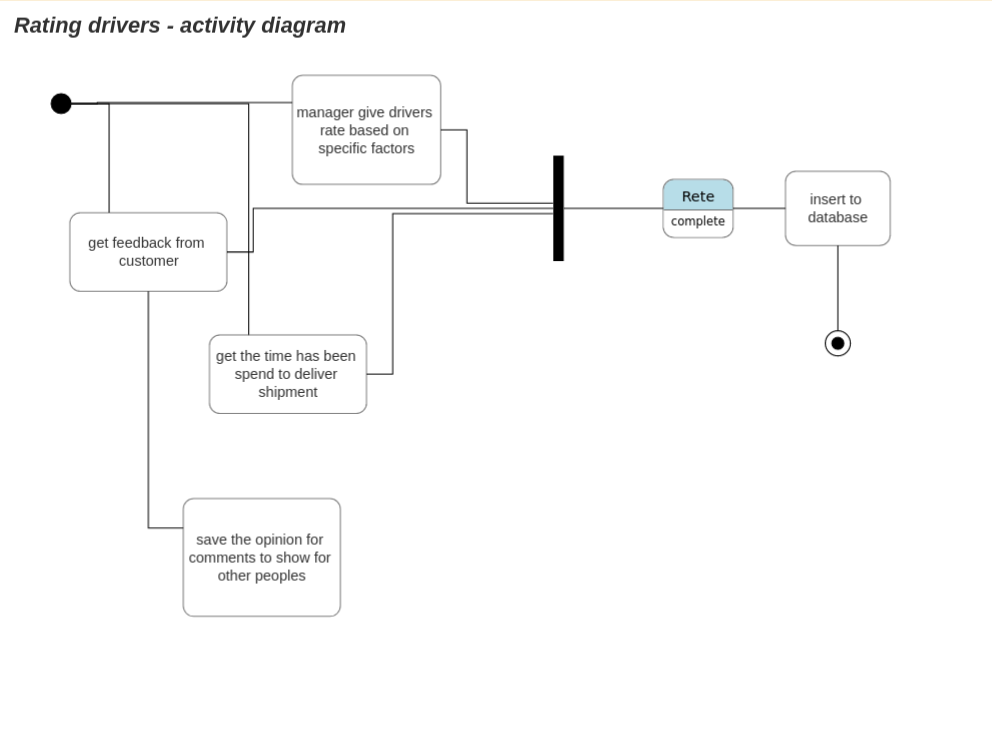 Rating drivers - activity diagram
manager give drivers
rate based on
specific factors
get feedback from
customer
get the time has been
spend to deliver
shipment
save the opinion for
comments to show for
other peoples
Rete
complete
insert to
database